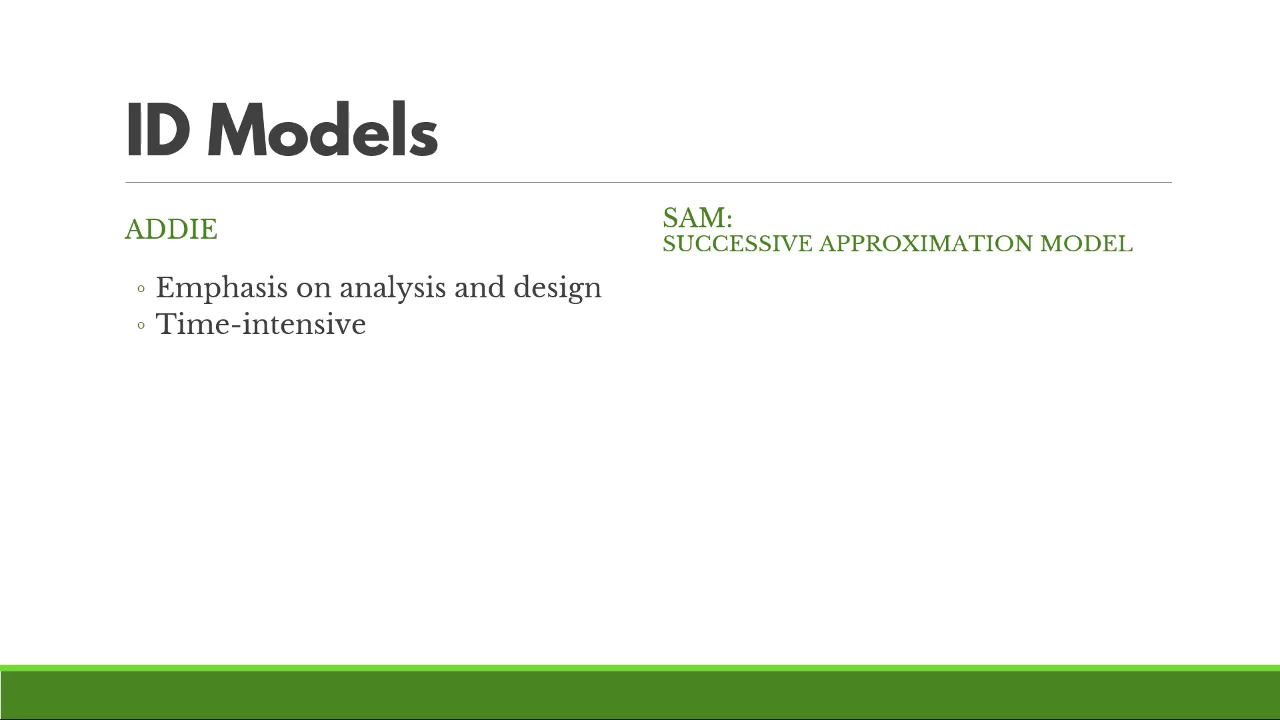 ID Models
ADDIE
◦ Emphasis on analysis and design
◦ Time-intensive
SAM:
SUCCESSIVE APPROXIMATION MODEL